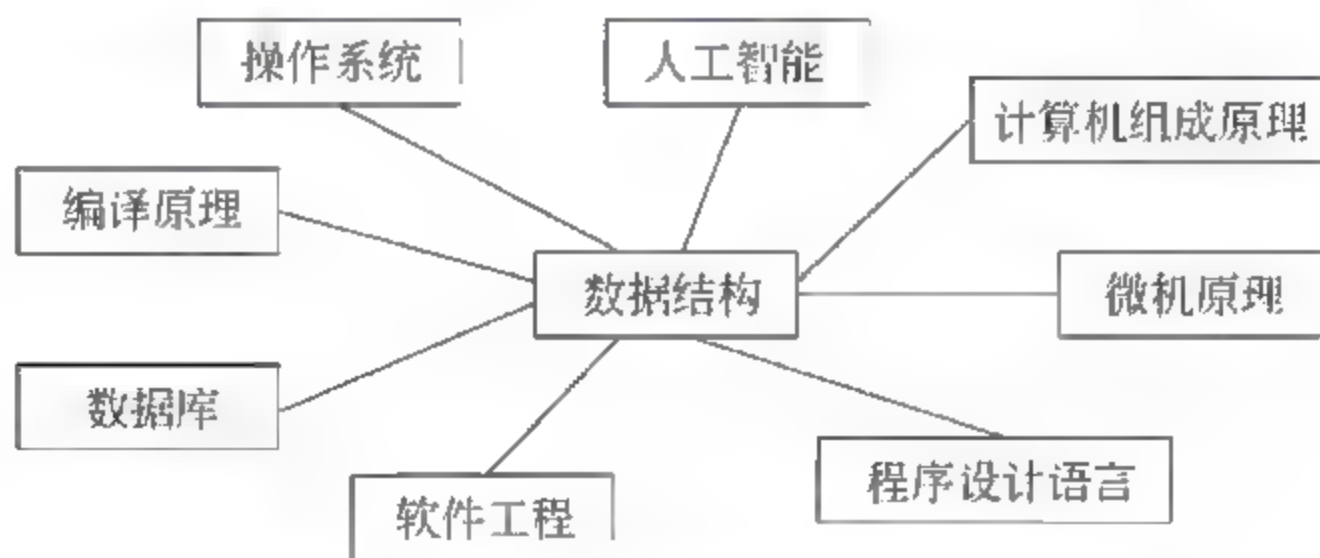 操作系统
人工智能
计算机组成原理
编译原理
数据结构
微机原理
数据库
程序设计语言
软件工程